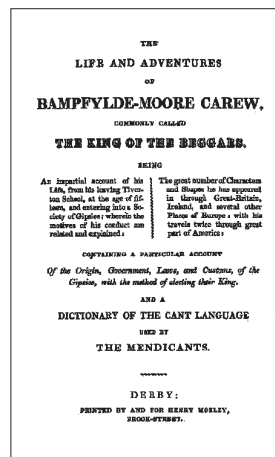 THE
LIFE AND ADVENTURES
OF
BAMPFYLDE-MOORE CAREW,
COMMONLY CALLED
THE KING OF THE BEGGARS.
BEING
An impartial account of his
Life, from his leaving Tiver-
ton School, at the age of fif-
teen, and entering into a So-
ciety of Gipsies; wherein the
motives of his conduct are
related and explained:
The great number of Characters
and Shapes he has appeared
in through Great-Britain,
Ireland, and several other
Places of Europe: with his
travels twice through great
part of America:
CONTAINING A PARTICULAR ACCOUNT
Of the Origin, Government, Laws, and Customs, of the
Gipsies, with the method of electing their King.
AND A
DICTIONARY OF THE CANT LANGUAGE
USED BY
THE MENDICANTS.
DERBY:
PRINTED BY AND FOR HENRY MOZLEY,
BROOK-STREET.